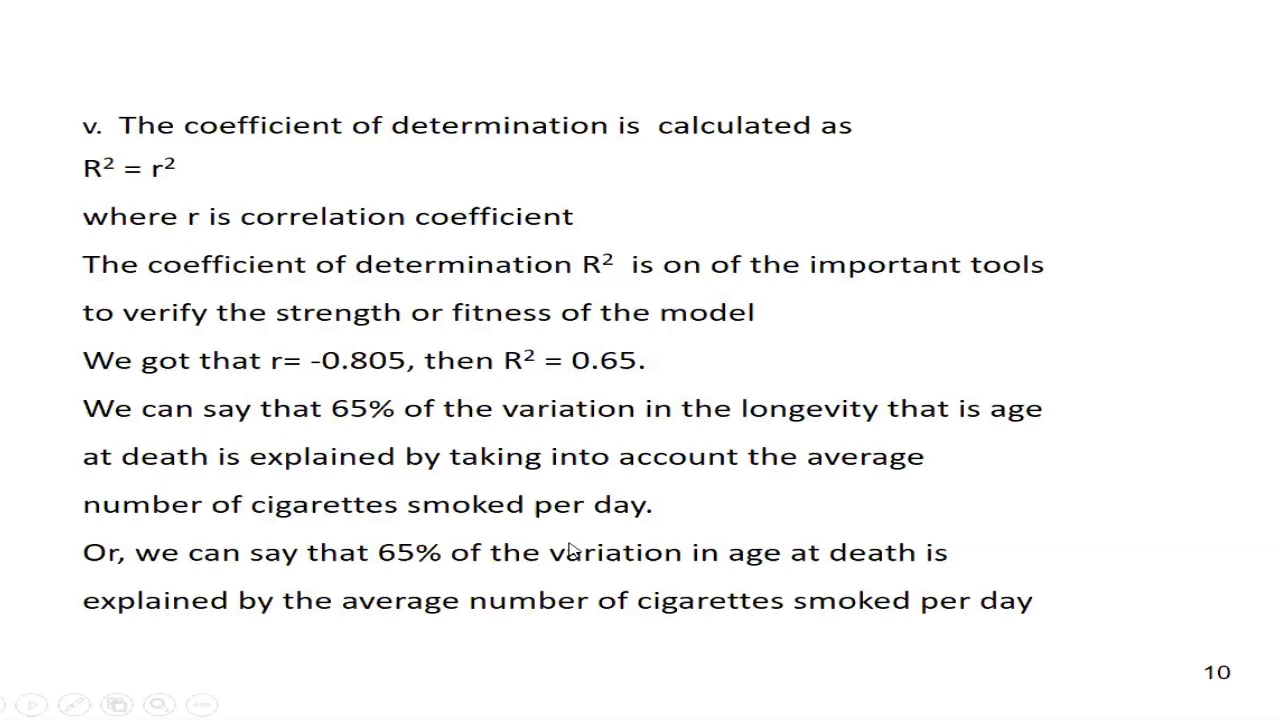 v. The coefficient of determination is calculated as
R² = r²
where r is correlation coefficient
The coefficient of determination R² is on of the important tools
to verify the strength or fitness of the model
We got that r= -0.805, then R² = 0.65.
We can say that 65% of the variation in the longevity that is age
at death is explained by taking into account the average
number of cigarettes smoked per day.
Or, we can say that 65% of the variation in age at death is
explained by the average number of cigarettes smoked per day
10